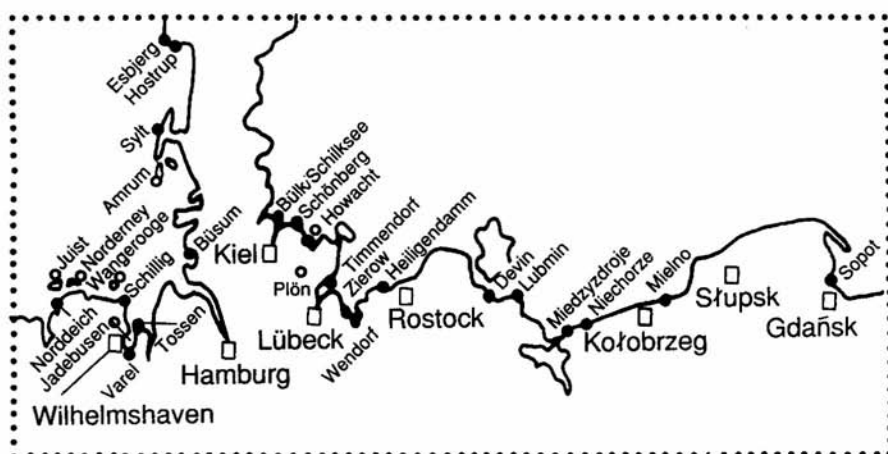 Esbjerg
Hostrup
Sylt
Amrum
Juist
Norderney
Wangerooge
Schillig
Büsum
Norddeich
Jadebusen
Varel
Tossen
Wilhelmshaven
Hamburg
Kiel
Bülk/Schilksee
Schönberg
Howacht
Plön
Timmendorf
Zierow
Heiligendamm
Lübeck
Wendorf
Rostock
Devin
Lubmin
Miedzyzdroje
Niechorze
Mielno
Kołobrzeg
Słupsk
Sopot
Gdańsk